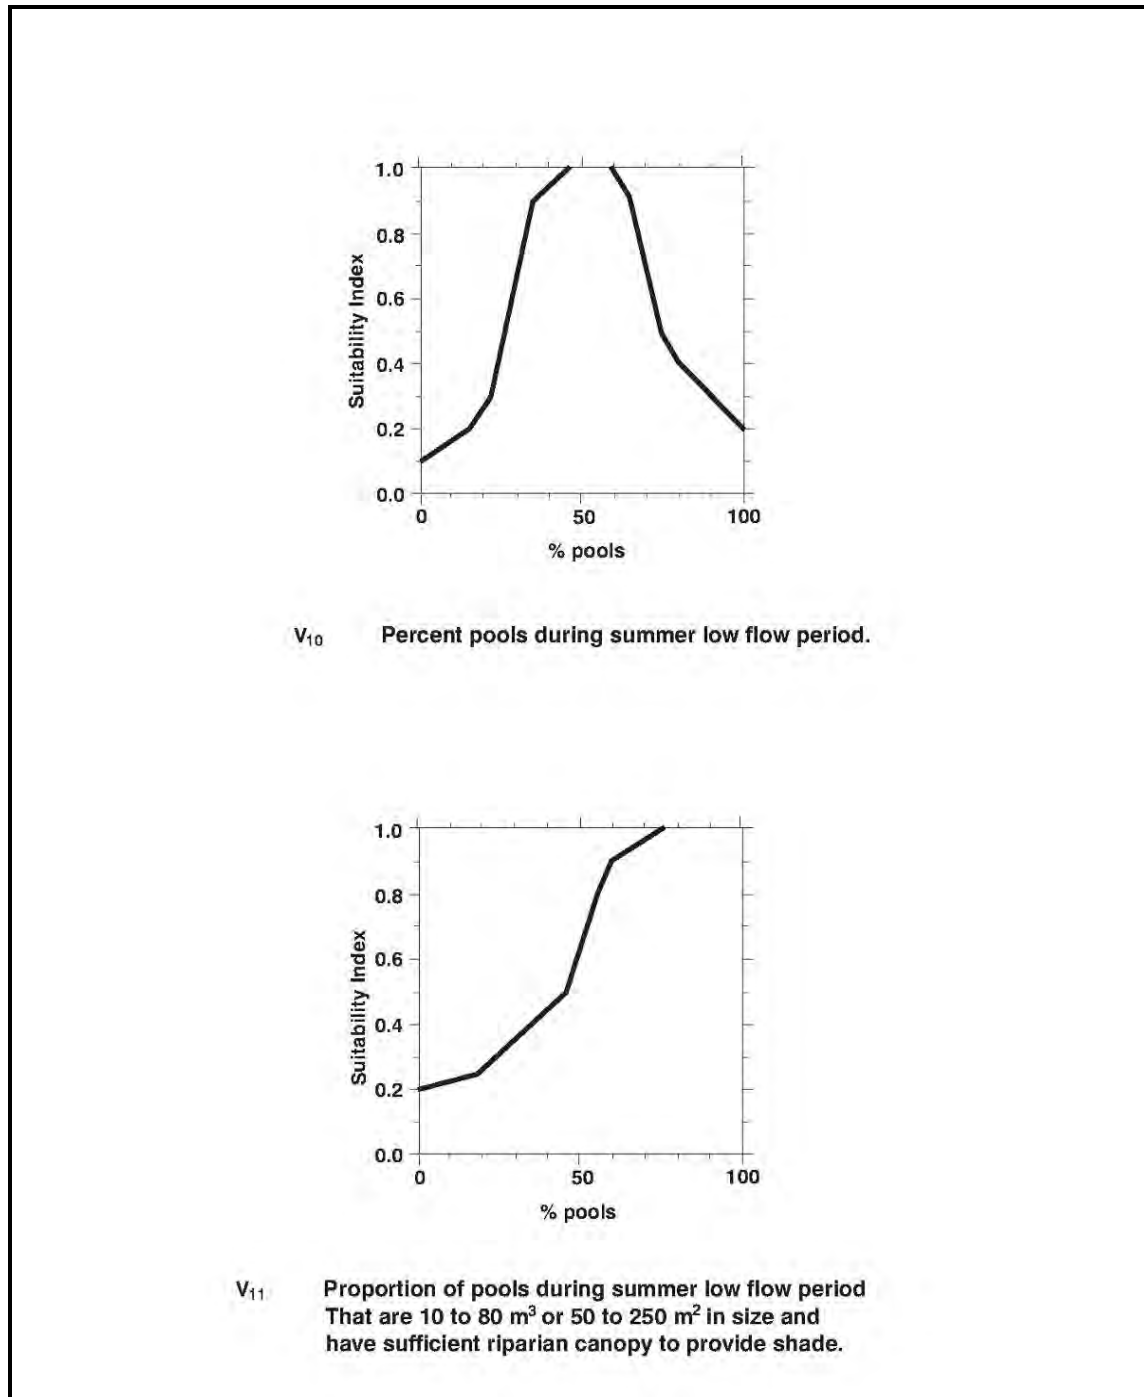 1.0
0.8
0.6
0.4
0.2
0.0
Suitability Index
0 50 100
% pools
V10 Percent pools during summer low flow period.
1.0
0.8
0.6
0.4
0.2
0.0
Suitability Index
0 50 100
% pools
V11 Proportion of pools during summer low flow period
That are 10 to 80 m³ or 50 to 250 m² in size and
have sufficient riparian canopy to provide shade.